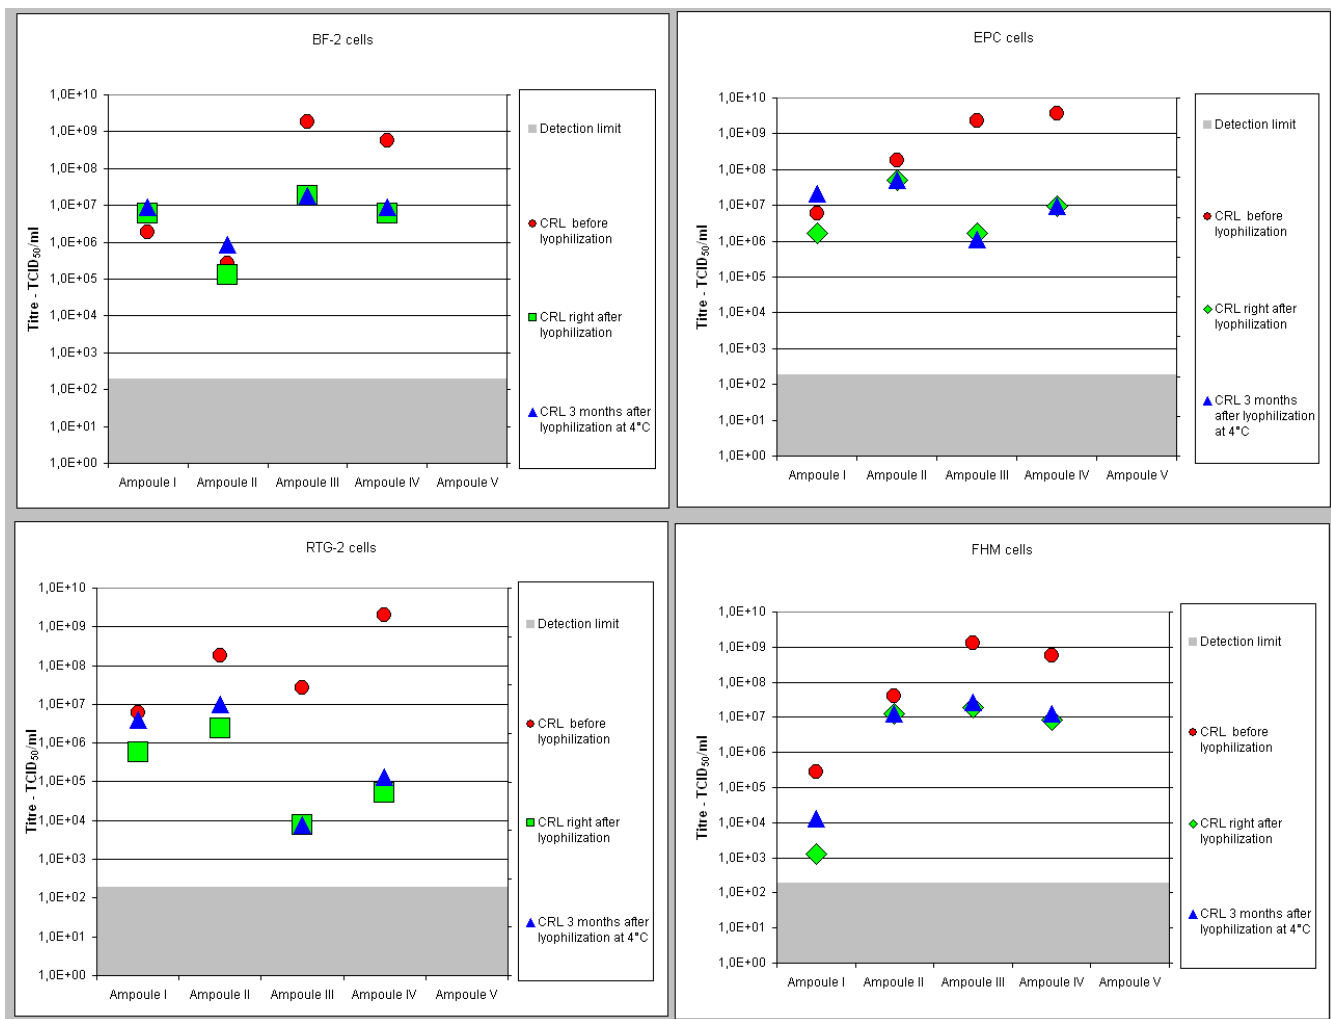 BF-2 cells
1,0E+10
1,0E+09
1,0E+08
1,0E+07
1,0E+06
1,0E+05
1,0E+04
1,0E+03
1,0E+02
1,0E+01
1,0E+00
Titre - TCID50/ml
Ampoule I
Ampoule II
Ampoule III
Ampoule IV
Ampoule V
Detection limit
CRL before
lyophilization
CRL right after
lyophilization
CRL 3 months after
lyophilization at 4°C
EPC cells
1,0E+10
1,0E+09
1,0E+08
1,0E+07
1,0E+06
1,0E+05
1,0E+04
1,0E+03
1,0E+02
1,0E+01
1,0E+00
Titre - TCID50/ml
Ampoule I
Ampoule II
Ampoule III
Ampoule IV
Ampoule V
Detection limit
CRL before
lyophilization
CRL right after
lyophilization
CRL 3 months
after lyophilization
at 4°C
RTG-2 cells
1,0E+10
1,0E+09
1,0E+08
1,0E+07
1,0E+06
1,0E+05
1,0E+04
1,0E+03
1,0E+02
1,0E+01
1,0E+00
Titre - TCID50/ml
Ampoule I
Ampoule II
Ampoule III
Ampoule IV
Ampoule V
Detection limit
CRL before
lyophilization
CRL right after
lyophilization
CRL 3 months after
lyophilization at 4°C
FHM cells
1,0E+10
1,0E+09
1,0E+08
1,0E+07
1,0E+06
1,0E+05
1,0E+04
1,0E+03
1,0E+02
1,0E+01
1,0E+00
Titre - TCID50/ml
Ampoule I
Ampoule II
Ampoule III
Ampoule IV
Ampoule V
Detection limit
CRL before
lyophilization
CRL right after
lyophilization
CRL 3 months after
lyophilization at 4°C